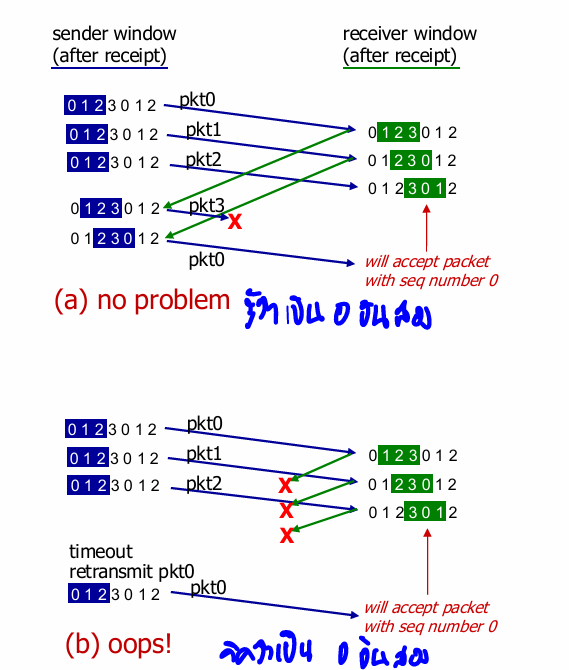 sender window
(after receipt)
receiver window
(after receipt)
0 1 2 3 0 1 2
pkt0
0 1 2 3 0 1 2
pkt1
0 1 2 3 0 1 2
0 1 2 3 0 1 2
pkt2
0 1 2 3 0 1 2
0 1 2 3 0 1 2
0 1 2 3 0 1 2
pkt3
X
0 1 2 3 0 1 2
pkt0
will accept packet
with seq number 0
(a) no problem
รู้ว่าเป็น 0 อันสอง
0 1 2 3 0 1 2
pkt0
0 1 2 3 0 1 2
pkt1
0 1 2 3 0 1 2
0 1 2 3 0 1 2
pkt2
X
0 1 2 3 0 1 2
X
0 1 2 3 0 1 2
X
timeout
retransmit pkt0
0 1 2 3 0 1 2
pkt0
will accept packet
with seq number 0
(b) oops!
คิดว่าเป็น 0 อันสอง